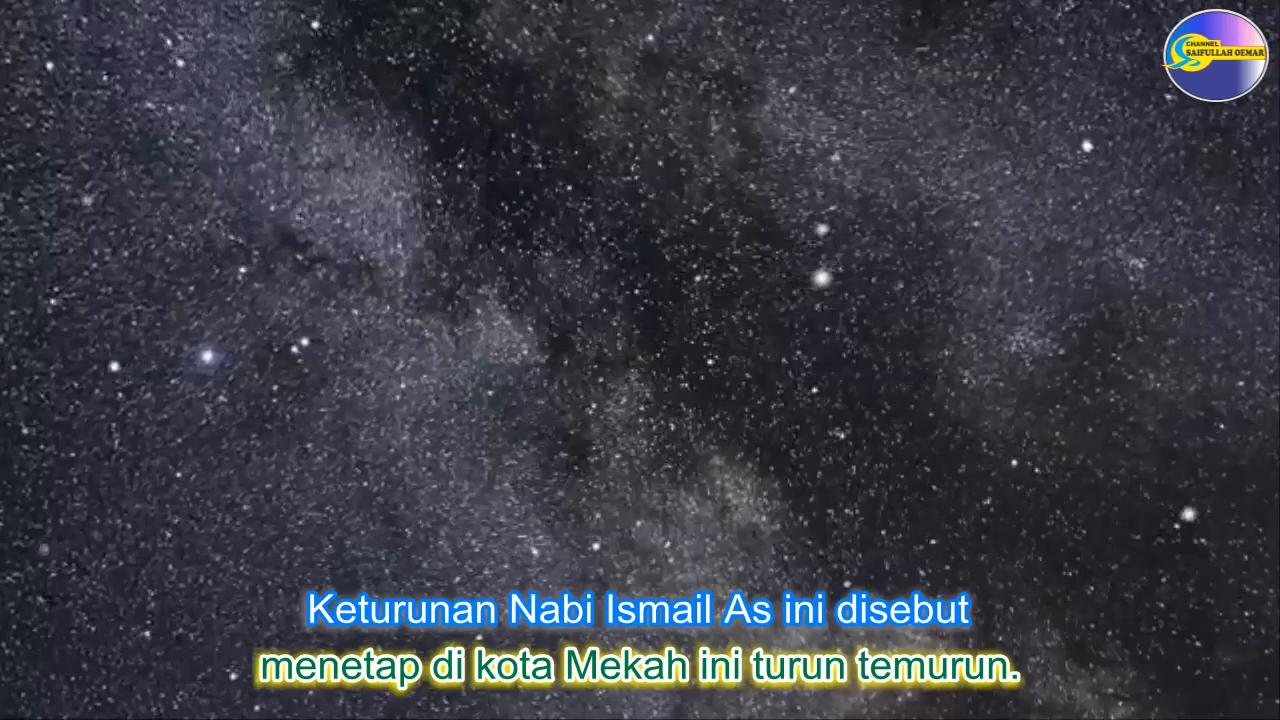 CHANNEL
SAIFULLAH OEMAR
Keturunan Nabi Ismail As ini disebut
menetap di kota Mekah ini turun temurun.